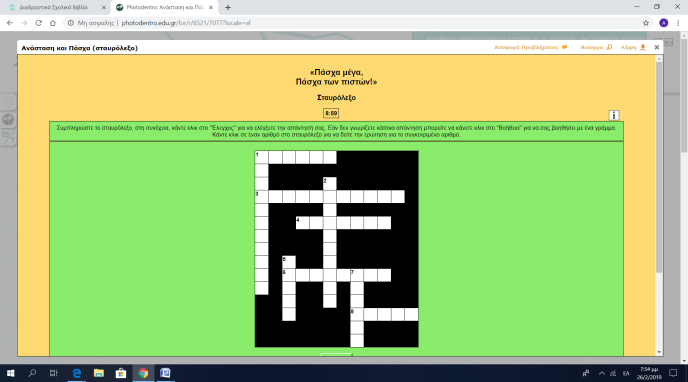 Διαδραστικά Σχολικά Βιβλία
Photodentro: Ανάσταση και Πάσ
Μη ασφαλής | photodentro.edu.gr/lor/r/8521/7077?locale=el
Ανάσταση και Πάσχα (σταυρόλεξο)
Αναφορά Προβλήματος
Άνοιγμα
Λήψη
«Πάσχα μέγα,
Πάσχα των πιστών!»
Σταυρόλεξο
8:59
Συμπληρώστε το σταυρόλεξο, στη συνέχεια, κάντε κλικ στο "Έλεγχος" για να ελέγξετε την απάντησή σας. Εάν δεν γνωρίζετε κάποια απάντηση μπορείτε να κάνετε κλικ στο "Βοήθεια" για να σας βοηθήσει με ένα γράμμα.
Κάντε κλικ σε έναν αριθμό στο σταυρόλεξο για να δείτε την ερώτηση για το συγκεκριμένο αριθμό.
1
2
3
4
5
6
7
8
ΕΛ
7:54 μμ
26/2/2019